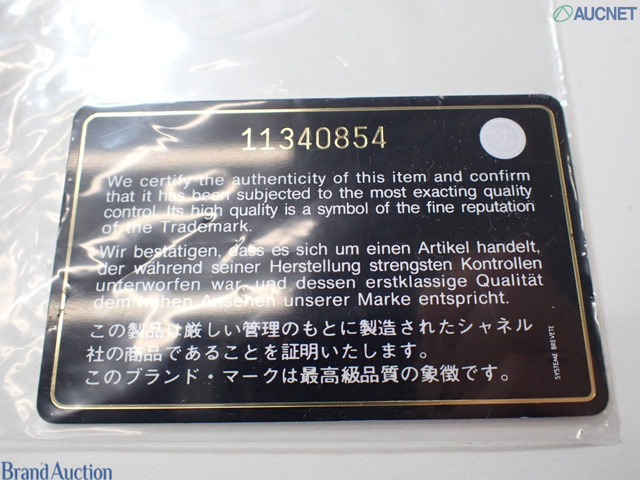 AUCNET
11340854
We certify the authenticity of this item and confirm
that it has been subjected to the most exacting quality
control. Its high quality is a symbol of the fine reputation
of the Trademark.
Wir bestätigen, dass es sich um einen Artikel handelt,
der während seiner Herstellung strengsten Kontrollen
unterworfen war, und dessen erstklassige Qualität
dem hohen Ansehen unserer Marke entspricht.
この製品は厳しい管理のもとに製造されたシャネル
社の商品であることを証明いたします。
このブランド・マークは最高級品質の象徴です。
SYSTEME BREVETE
Brand Auction